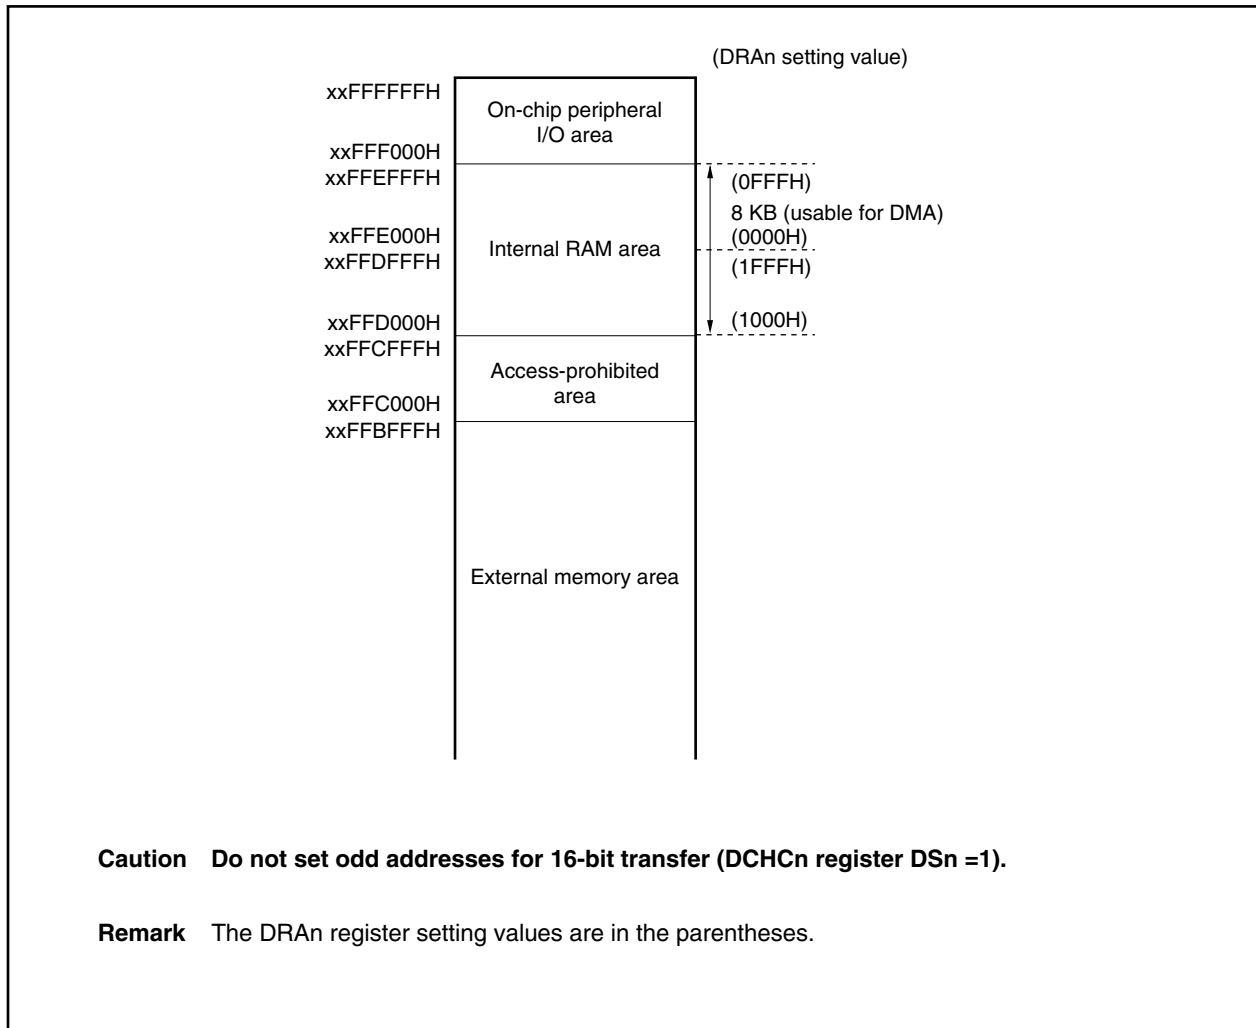 (DRAn setting value)
xxFFFFFFH
On-chip peripheral
I/O area
xxFFF000H
xxFFEFFFH
(0FFFH)
8 KB (usable for DMA)
xxFFE000H
Internal RAM area
(0000H)
xxFFDFFFH
(1FFFH)
xxFFD000H
(1000H)
xxFFCFFFH
Access-prohibited
area
xxFFC000H
xxFFBFFFH
External memory area
Caution Do not set odd addresses for 16-bit transfer (DCHCn register DSn =1).
Remark The DRAn register setting values are in the parentheses.